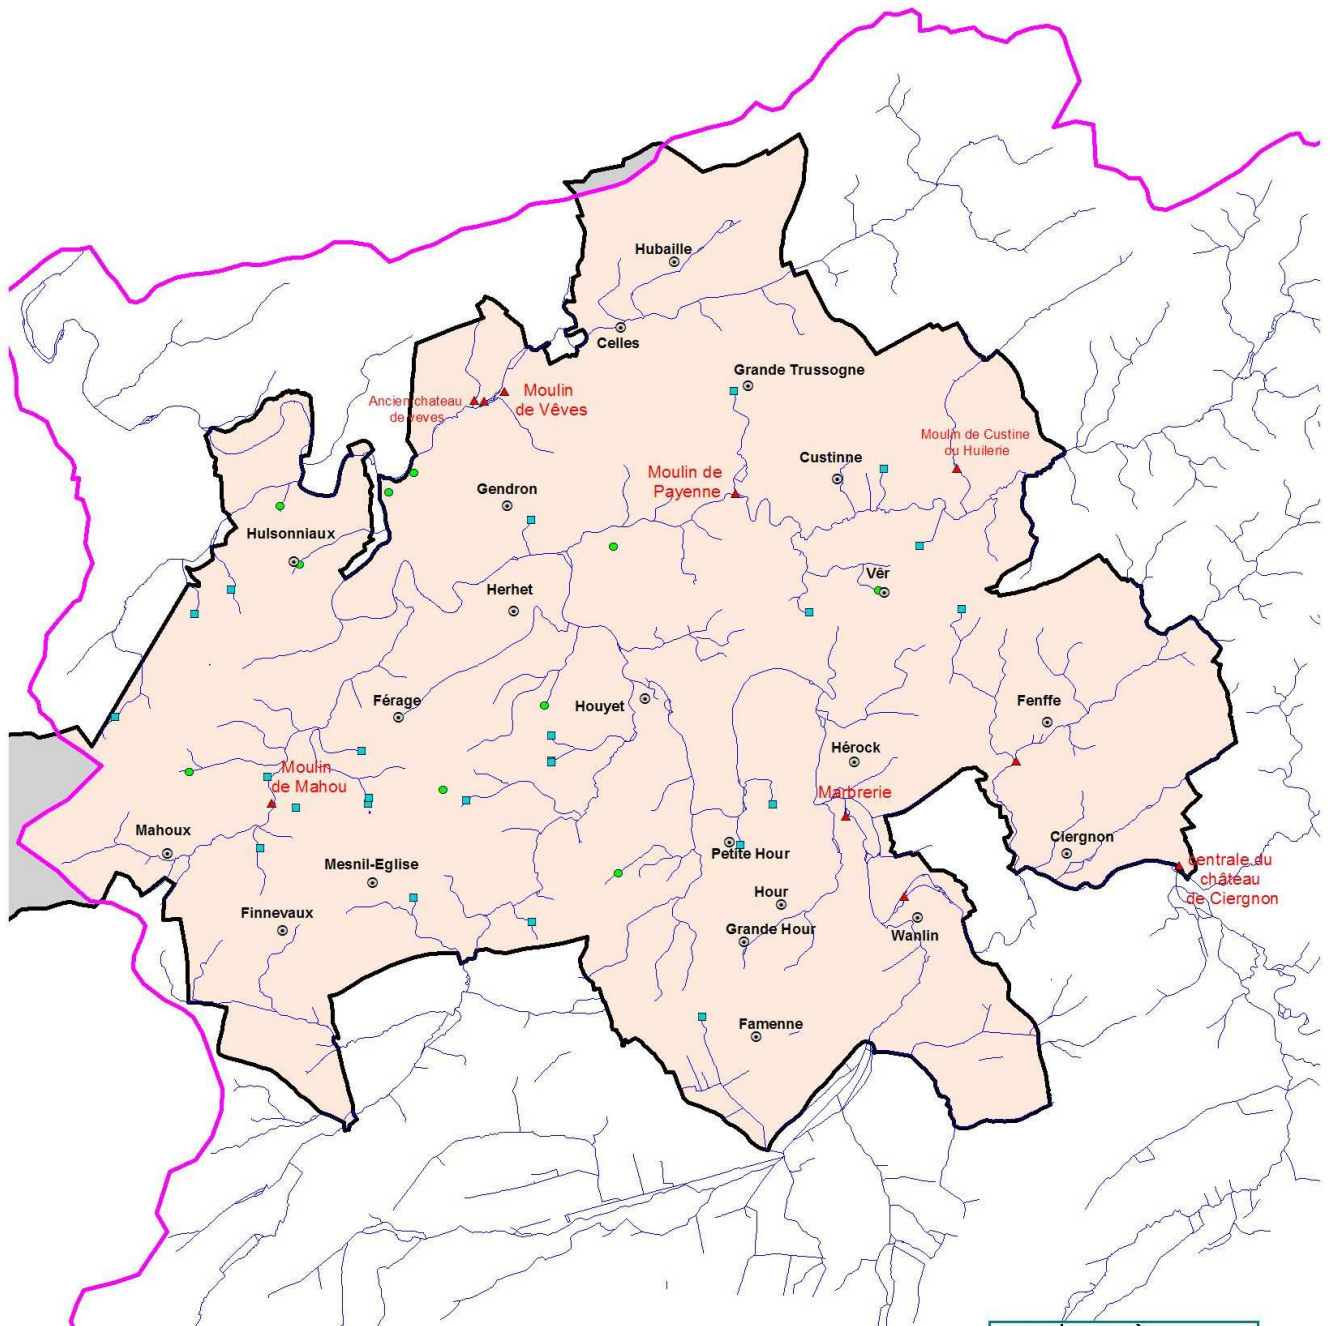 Hubaille
Celles
Grande Trussogne
Ancien chateau
de veves
Moulin
de Vêves
Moulin de Custine
ou Huilerie
Custinne
Moulin de
Payenne
Gendron
Hulsonniaux
Vêr
Herhet
Férage
Houyet
Fenffe
Hérock
Moulin
de Mahou
Marbrerie
Mahoux
Petite Hour
Ciergnon
Mesnil-Eglise
centrale du
château
de Ciergnon
Hour
Finnevaux
Grande Hour
Wanlin
Famenne